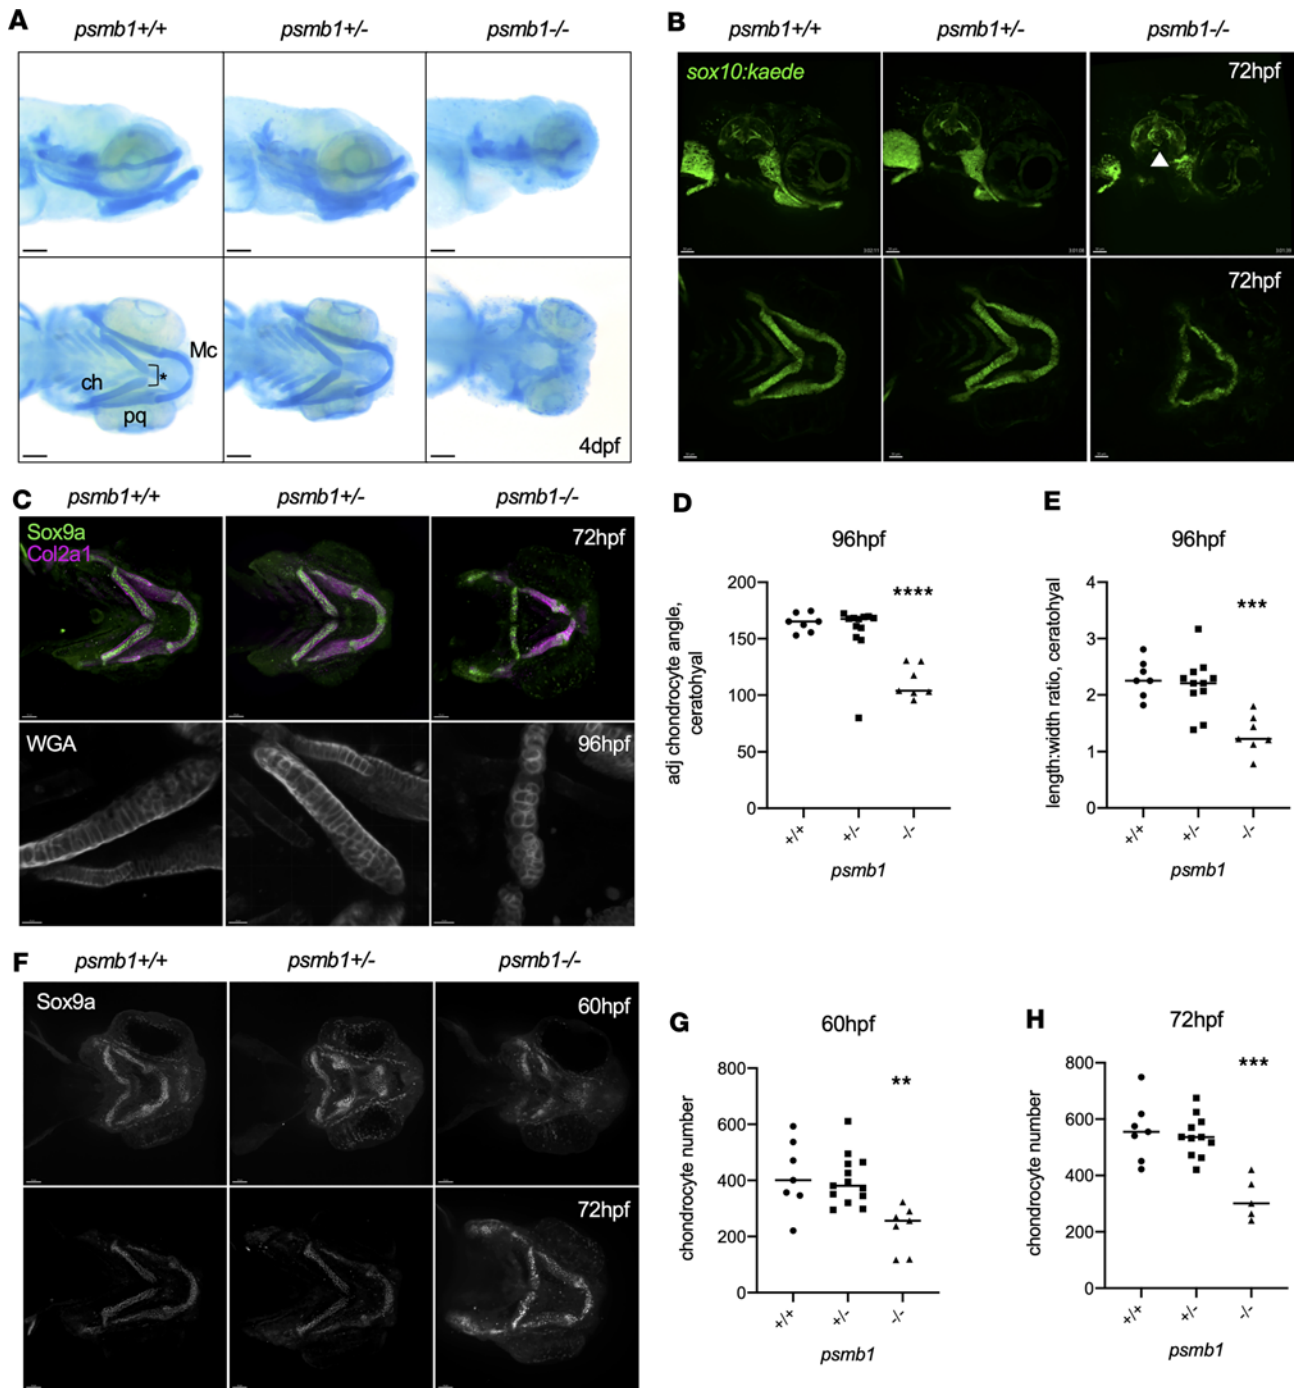 A
psmb1+/+ psmb1+/- psmb1-/-
Mc
*
ch
pq
4dpf
B
psmb1+/+ psmb1+/- psmb1-/-
sox10:kaede
72hpf
72hpf
C
psmb1+/+ psmb1+/- psmb1-/-
Sox9a
Col2a1
72hpf
WGA
96hpf
D
96hpf
****
adj chondrocyte angle,
ceratohyal
200
150
100
50
0
+/+ +/- -/-
psmb1
E
96hpf
***
length:width ratio, ceratohyal
4
3
2
1
0
+/+ +/- -/-
psmb1
F
psmb1+/+ psmb1+/- psmb1-/-
Sox9a
60hpf
72hpf
G
60hpf
**
chondrocyte number
800
600
400
200
0
+/+ +/- -/-
psmb1
H
72hpf
***
chondrocyte number
800
600
400
200
0
+/+ +/- -/-
psmb1